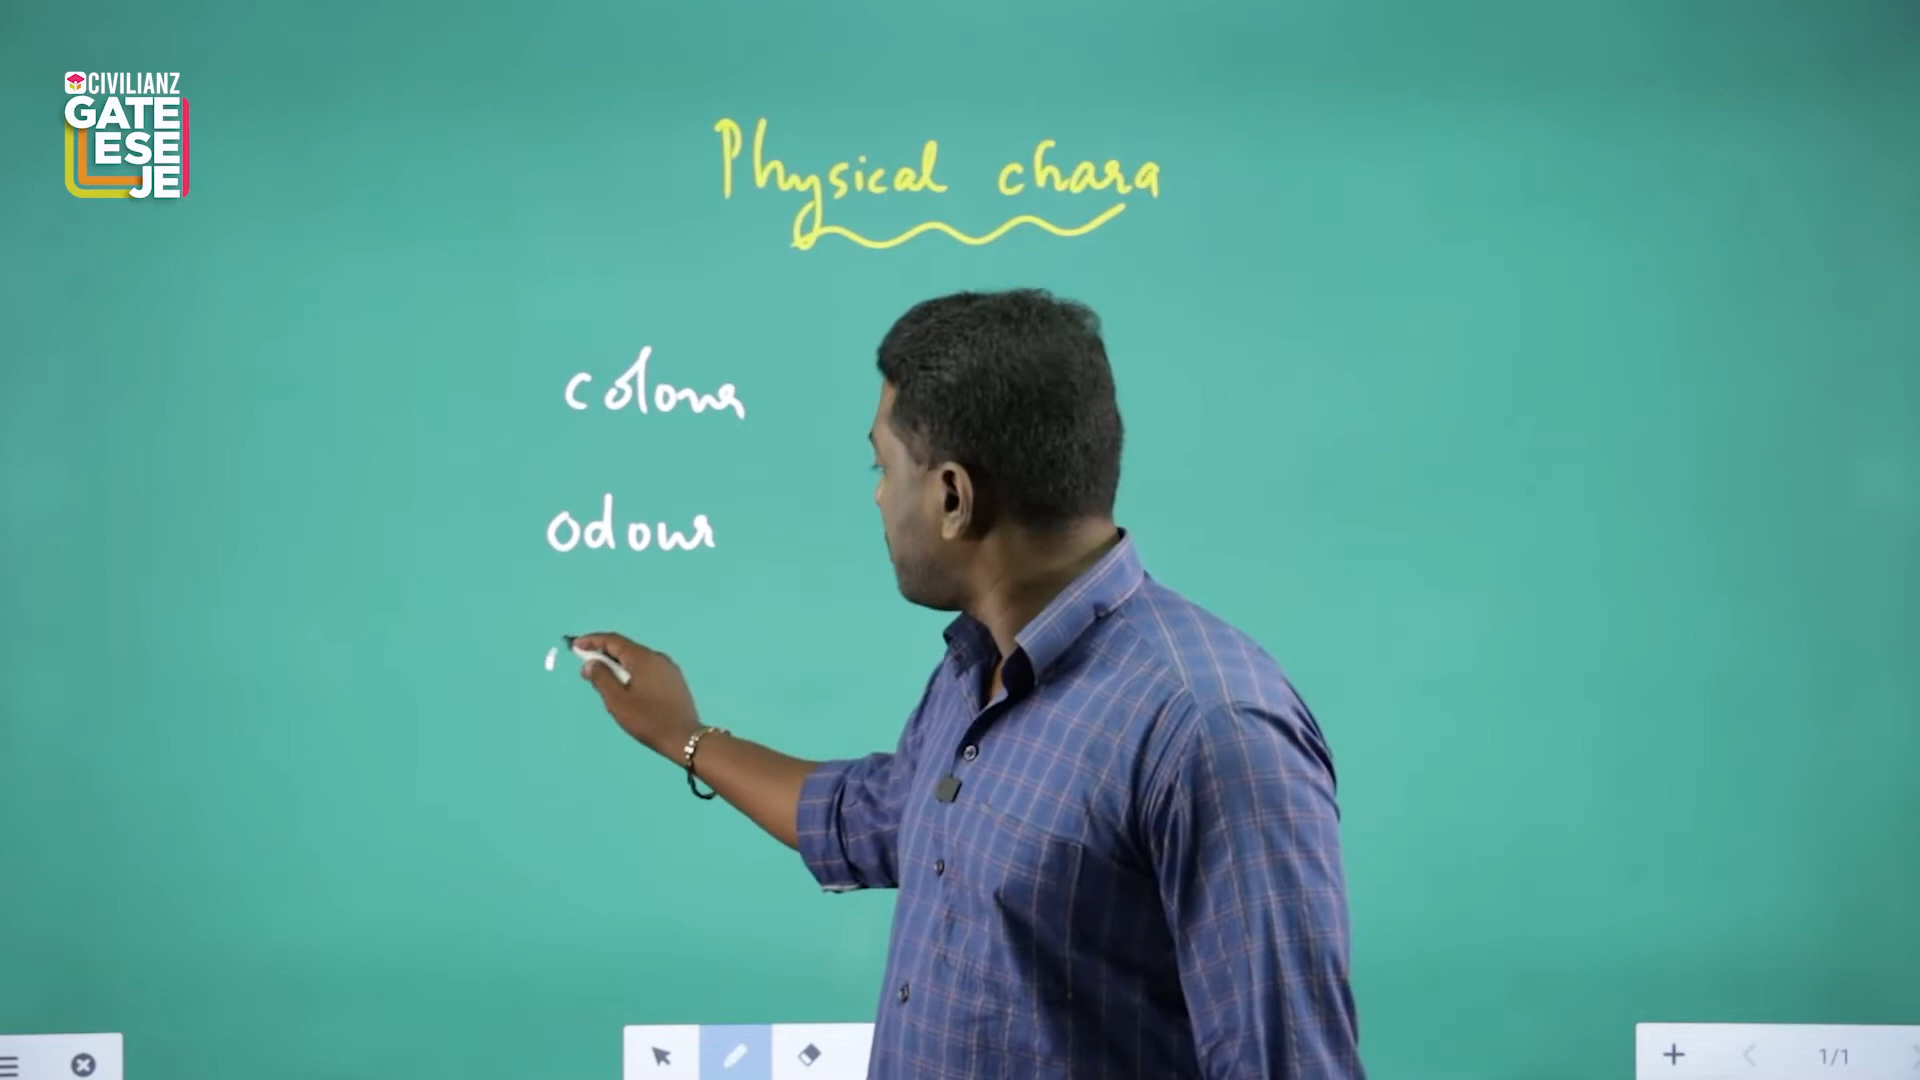 CIVILIANZ
GATE
ESE
JE
Physical chara
colour
odour
1/1